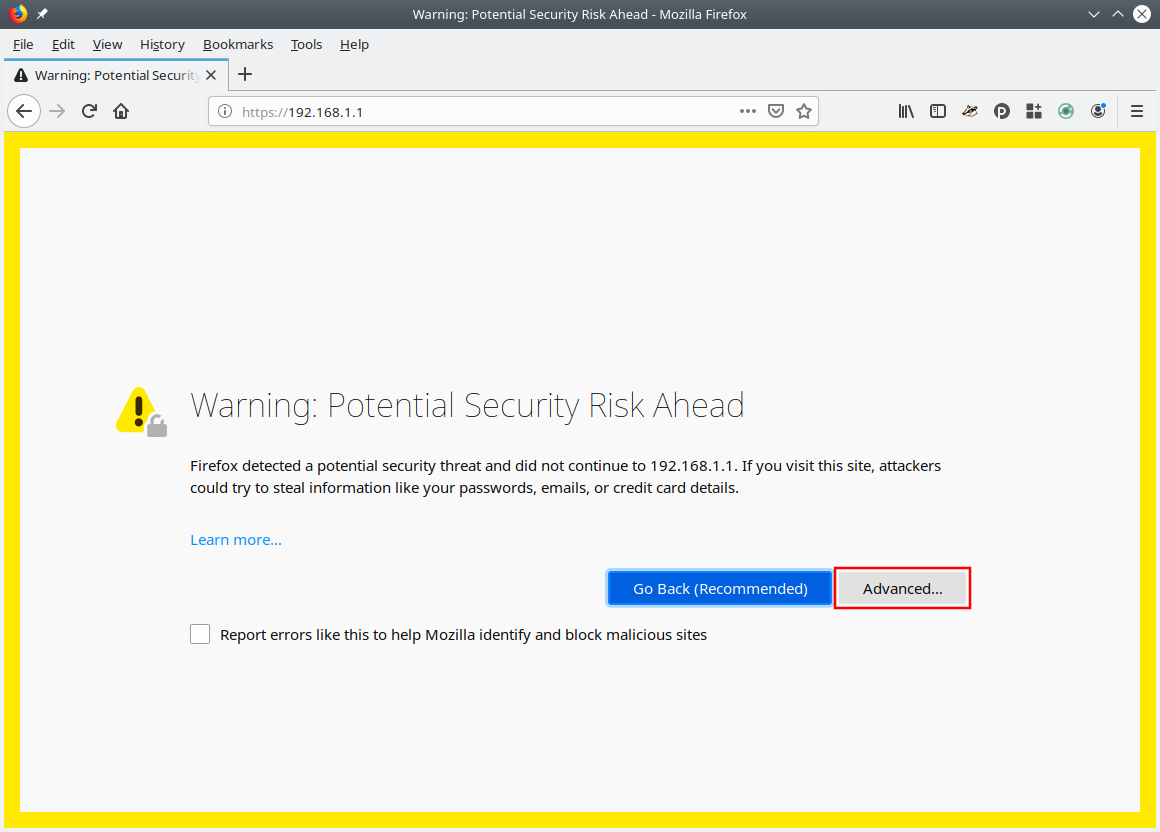 Warning: Potential Security Risk Ahead - Mozilla Firefox
File Edit View History Bookmarks Tools Help
Warning: Potential Securit
https://192.168.1.1
Warning: Potential Security Risk Ahead
Firefox detected a potential security threat and did not continue to 192.168.1.1. If you visit this site, attackers
could try to steal information like your passwords, emails, or credit card details.
Learn more...
Go Back (Recommended) Advanced...
Report errors like this to help Mozilla identify and block malicious sites